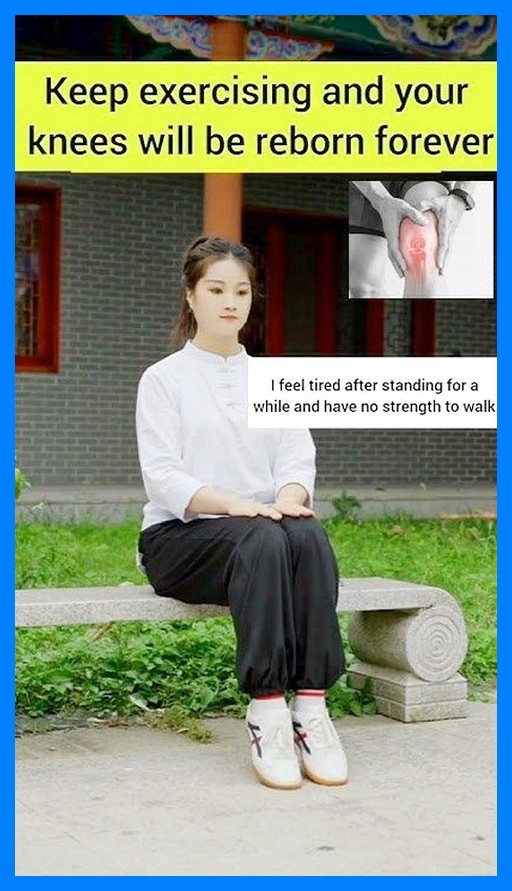 Keep exercising and your
knees will be reborn forever
I feel tired after standing for a
while and have no strength to walk